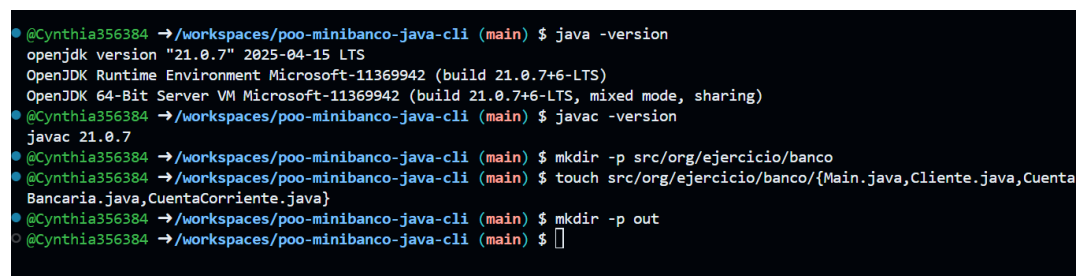 @Cynthia356384 →/workspaces/poo-minibanco-java-cli (main) $ java -version
openjdk version "21.0.7" 2025-04-15 LTS
OpenJDK Runtime Environment Microsoft-11369942 (build 21.0.7+6-LTS)
OpenJDK 64-Bit Server VM Microsoft-11369942 (build 21.0.7+6-LTS, mixed mode, sharing)
@Cynthia356384 →/workspaces/poo-minibanco-java-cli (main) $ javac -version
javac 21.0.7
@Cynthia356384 →/workspaces/poo-minibanco-java-cli (main) $ mkdir -p src/org/ejercicio/banco
@Cynthia356384 →/workspaces/poo-minibanco-java-cli (main) $ touch src/org/ejercicio/banco/{Main.java,Cliente.java,Cuenta
Bancaria.java,CuentaCorriente.java}
@Cynthia356384 →/workspaces/poo-minibanco-java-cli (main) $ mkdir -p out
@Cynthia356384 →/workspaces/poo-minibanco-java-cli (main) $